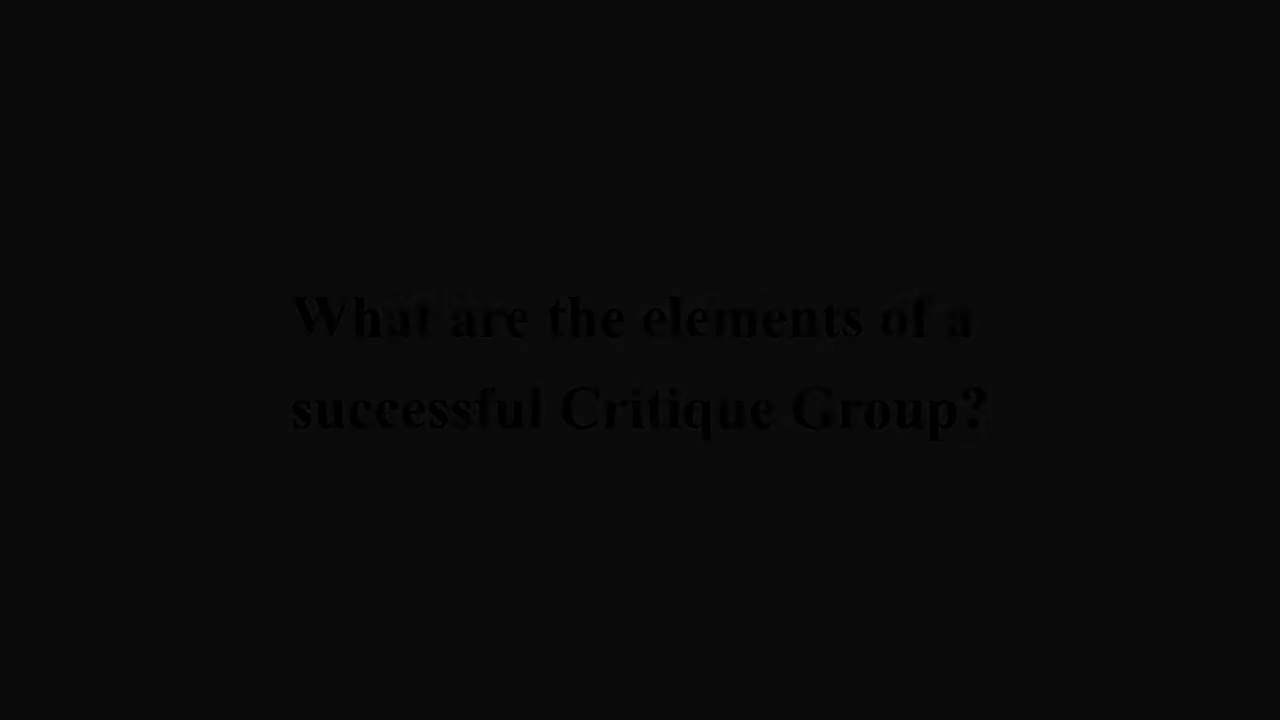 What are the elements of a
successful Critique Group?